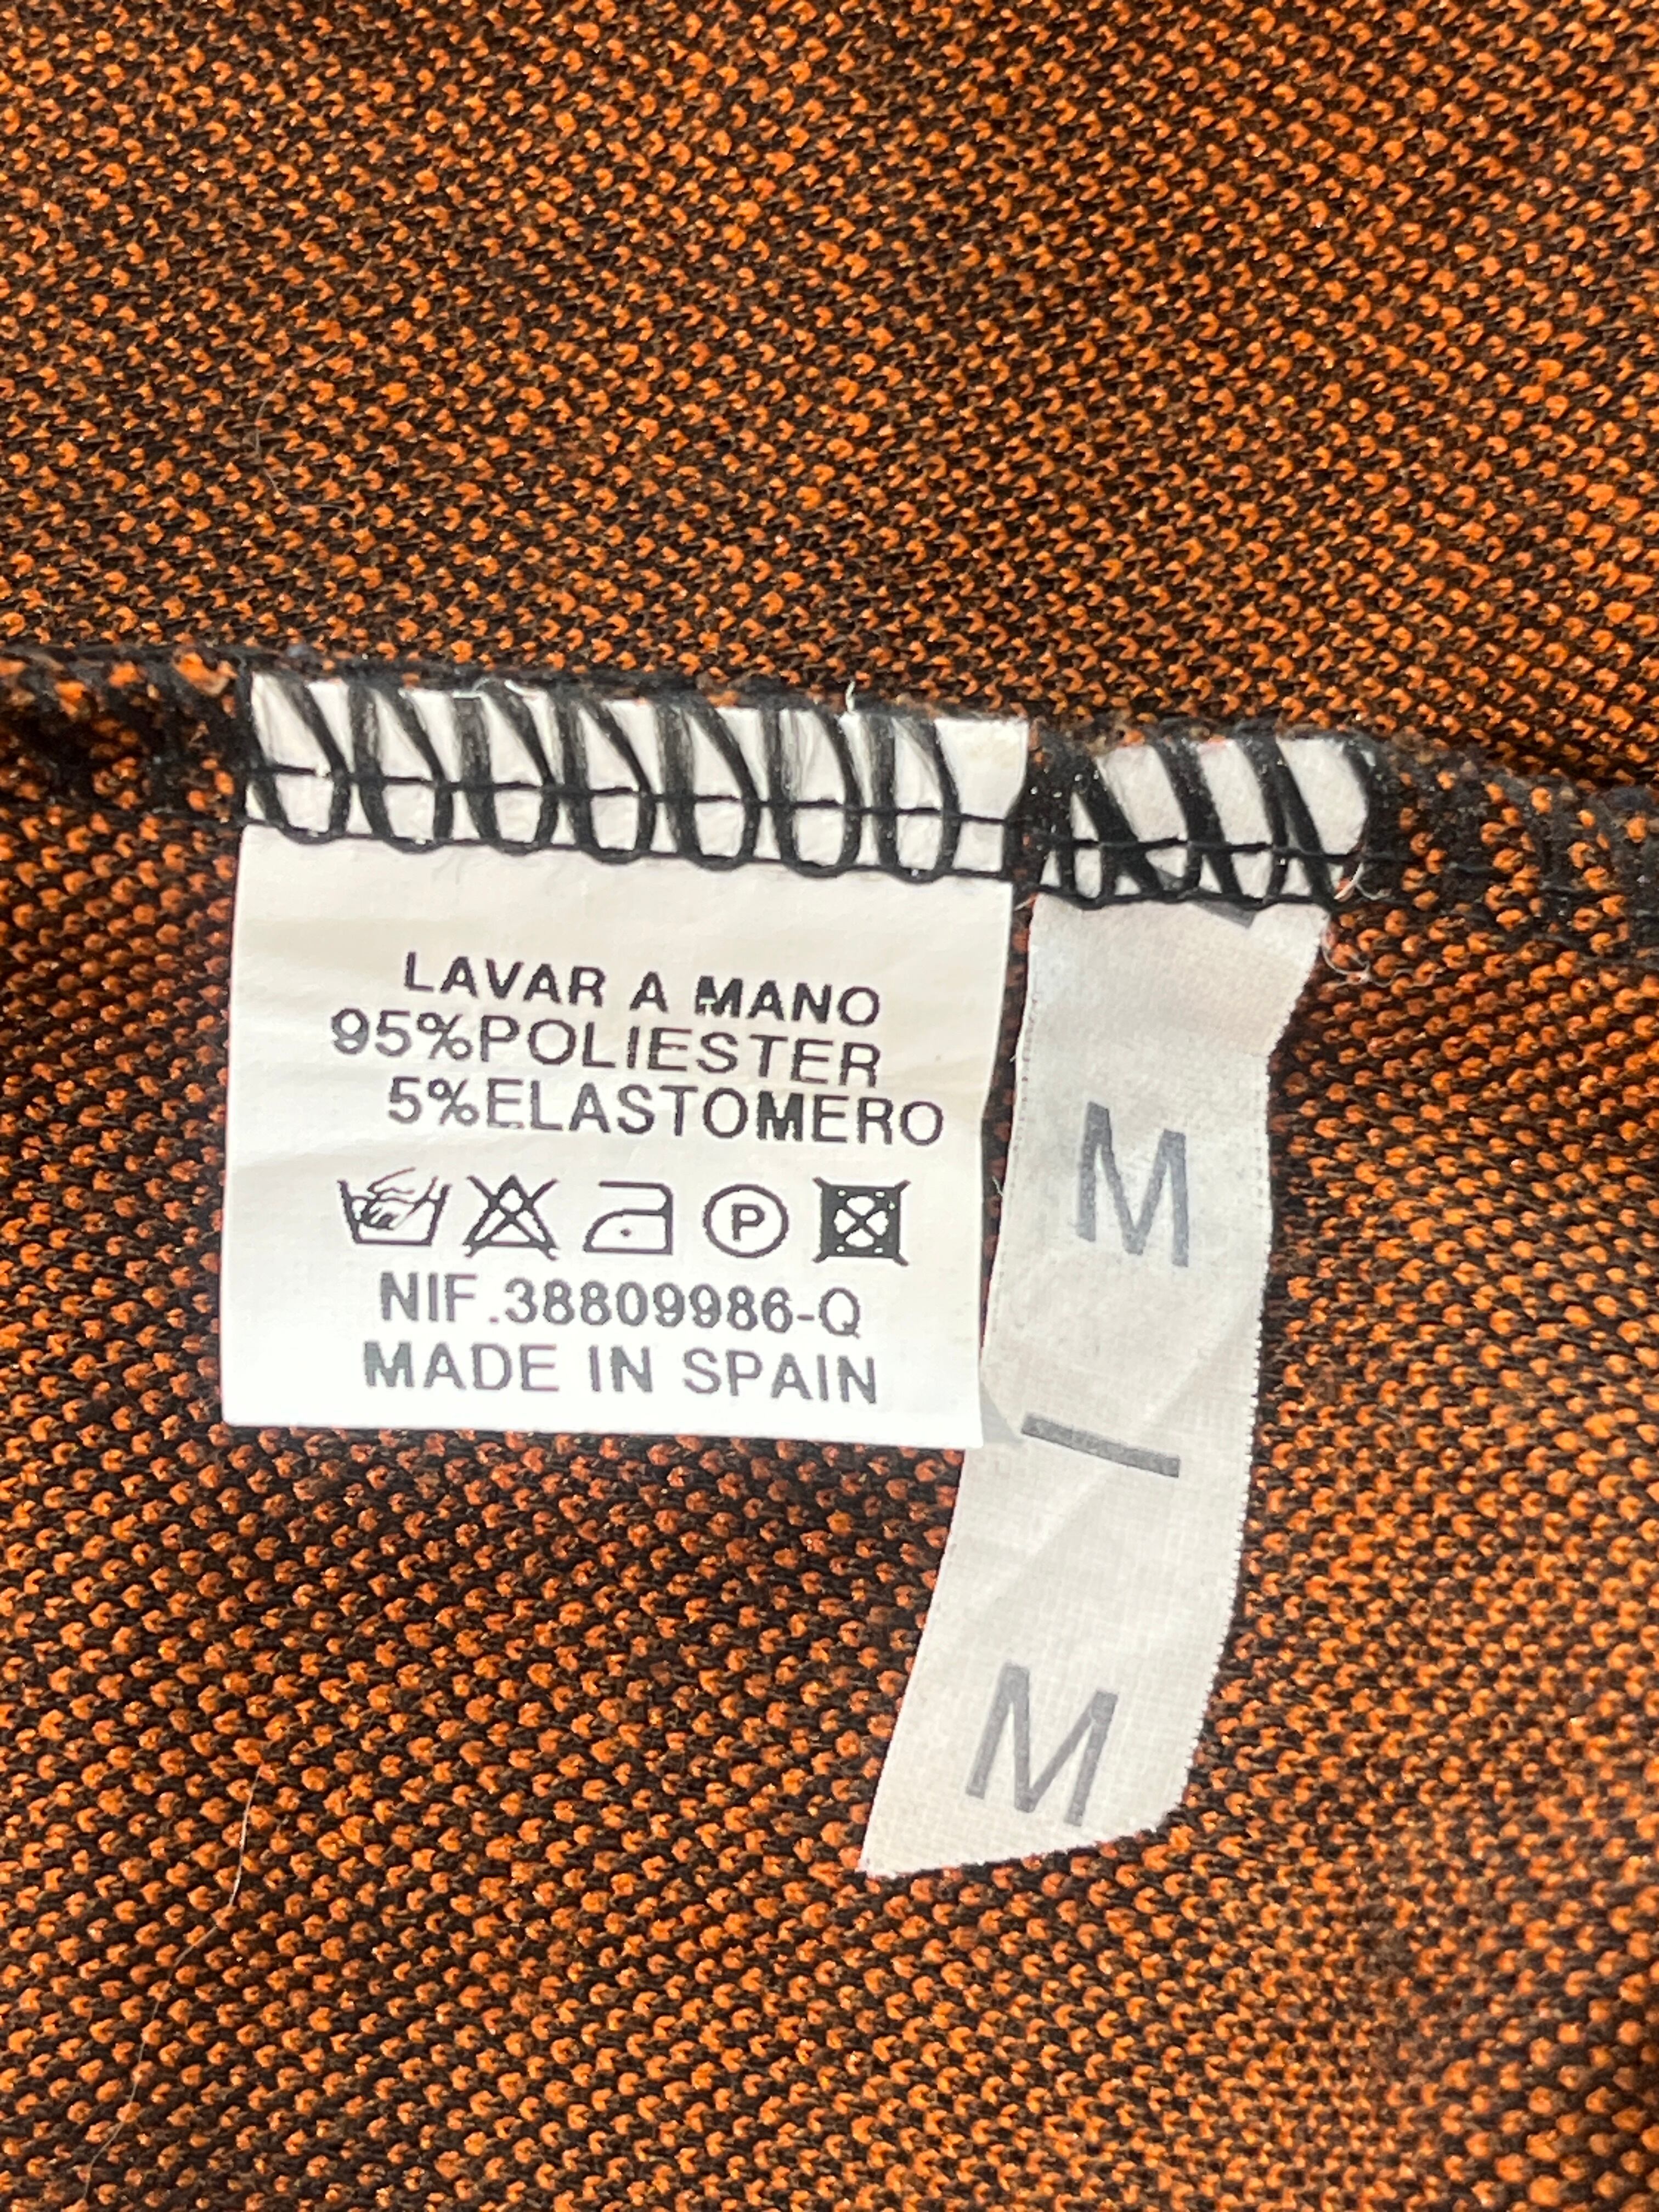 LAVAR A MANO
95%POLIESTER
5%ELASTOMERO
P
NIF.38809986-Q
MADE IN SPAIN
M
M